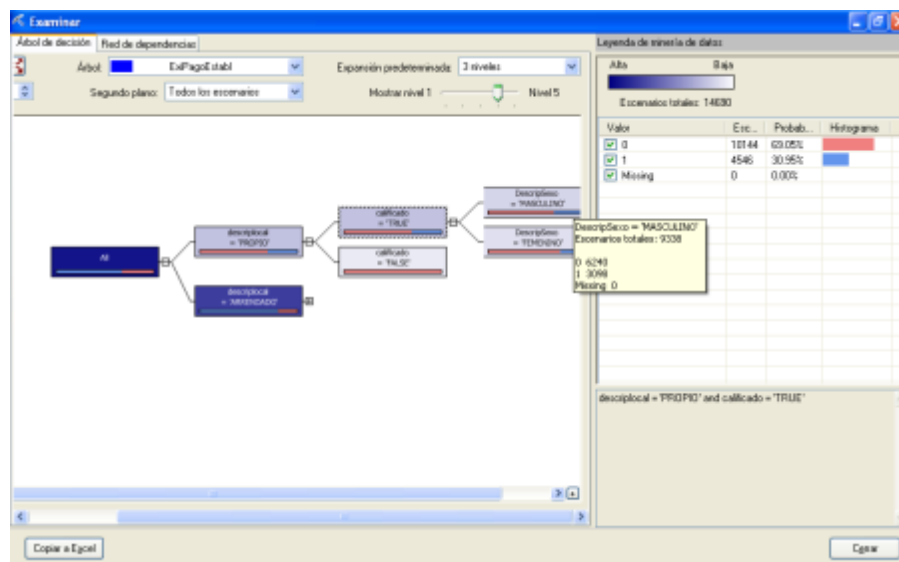 Examinar
Árbol de decisión Red de dependencias
Árbol: ExiPagoEstabl Expansión predeterminada: 3 niveles
Segundo plano: Todos los escenarios Mostrar nivel 1 Nivel 5
All
descriplocal
= 'PROPIO'
descriplocal
= 'ARRENDADO'
calificado
= 'TRUE'
calificado
= 'FALSE'
DescripSexo
= 'MASCULINO'
DescripSexo
= 'FEMENINO'
DescripSexo = 'MASCULINO'
Escenarios totales: 9338
0 6240
1 3098
Missing 0
Leyenda de minería de datos
Alta Baja
Escenarios totales: 14690
Valor Esc... Probab... Histograma
0 10144 69.05%
1 4546 30.95%
Missing 0 0.00%
descriplocal = 'PROPIO' and calificado = 'TRUE'
Copiar a Excel
Cerrar